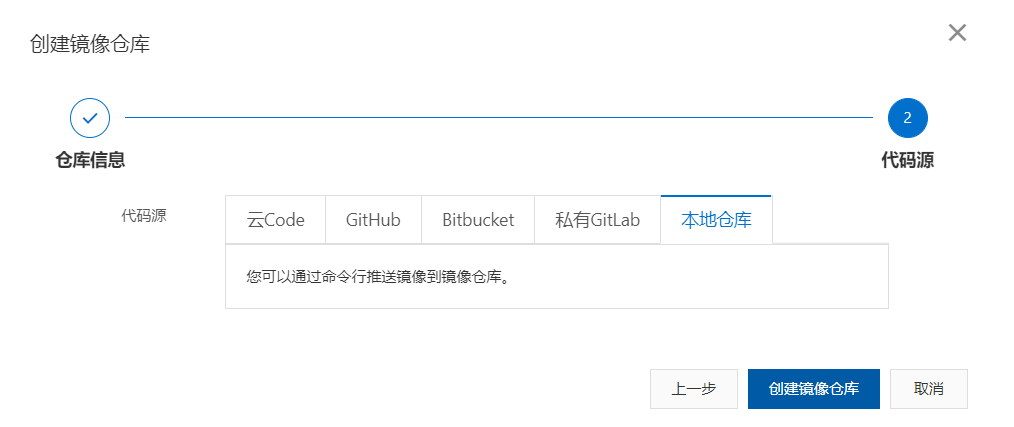 创建镜像仓库
2
仓库信息
代码源
代码源
云Code
GitHub
Bitbucket
私有GitLab
本地仓库
您可以通过命令行推送镜像到镜像仓库。
上一步
创建镜像仓库
取消